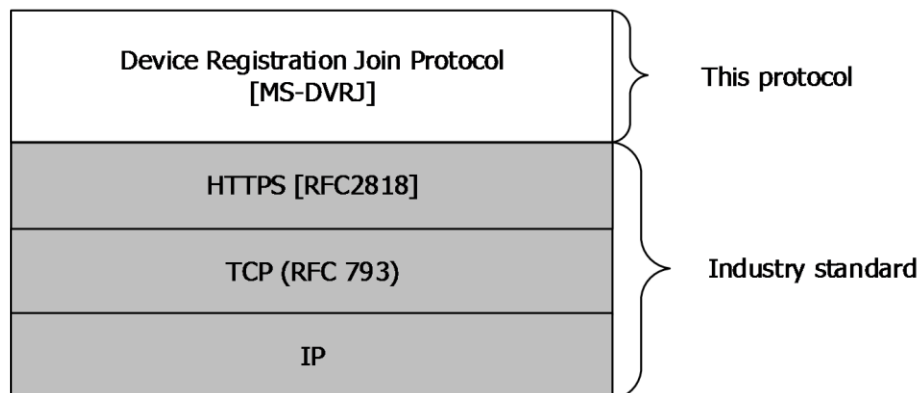 Device Registration Join Protocol
[MS-DVRJ]
This protocol
HTTPS [RFC2818]
TCP (RFC 793)
Industry standard
IP